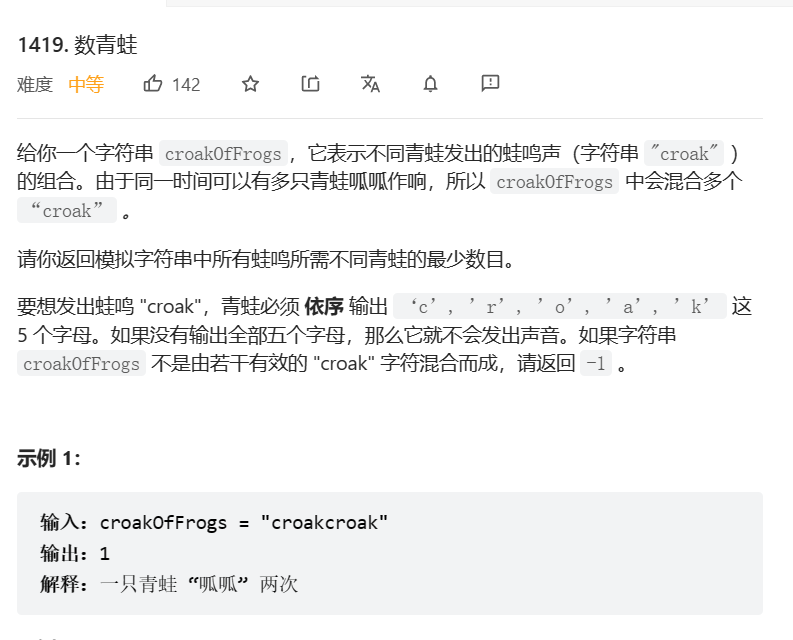 1419. 数青蛙
难度 中等 142
给你一个字符串 croakOfFrogs，它表示不同青蛙发出的蛙鸣声（字符串 "croak" ）
的组合。由于同一时间可以有多只青蛙呱呱作响，所以 croakOfFrogs 中会混合多个
“croak” 。
请你返回模拟字符串中所有蛙鸣所需不同青蛙的最少数目。
要想发出蛙鸣 "croak"，青蛙必须 依序 输出 ‘c’, ’r’, ’o’, ’a’, ’k’ 这
5 个字母。如果没有输出全部五个字母，那么它就不会发出声音。如果字符串
croakOfFrogs 不是由若干有效的 "croak" 字符混合而成，请返回 -1 。
示例 1：
输入：croakOfFrogs = "croakcroak"
输出：1
解释：一只青蛙 “呱呱” 两次